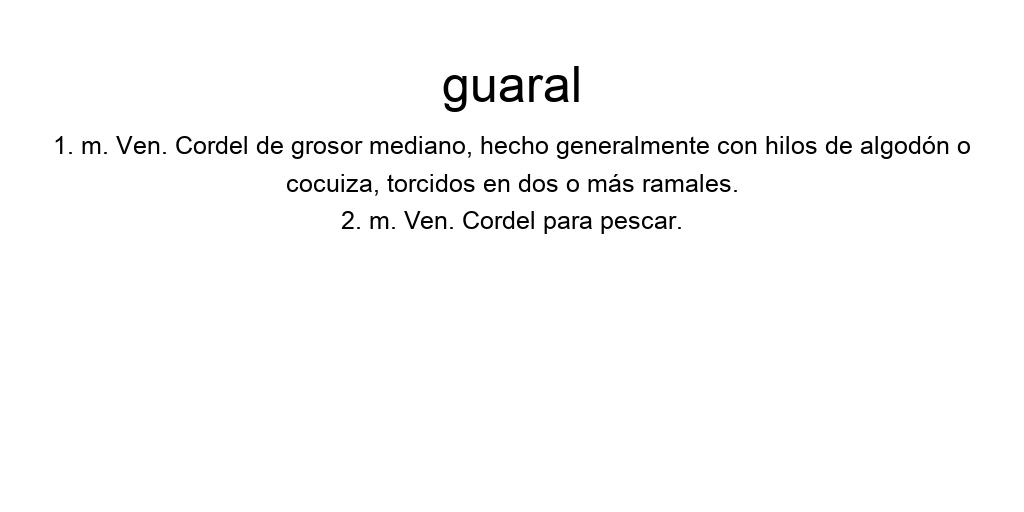 guaral
1. m. Ven. Cordel de grosor mediano, hecho generalmente con hilos de algodón o
cocuiza, torcidos en dos o más ramales.
2. m. Ven. Cordel para pescar.